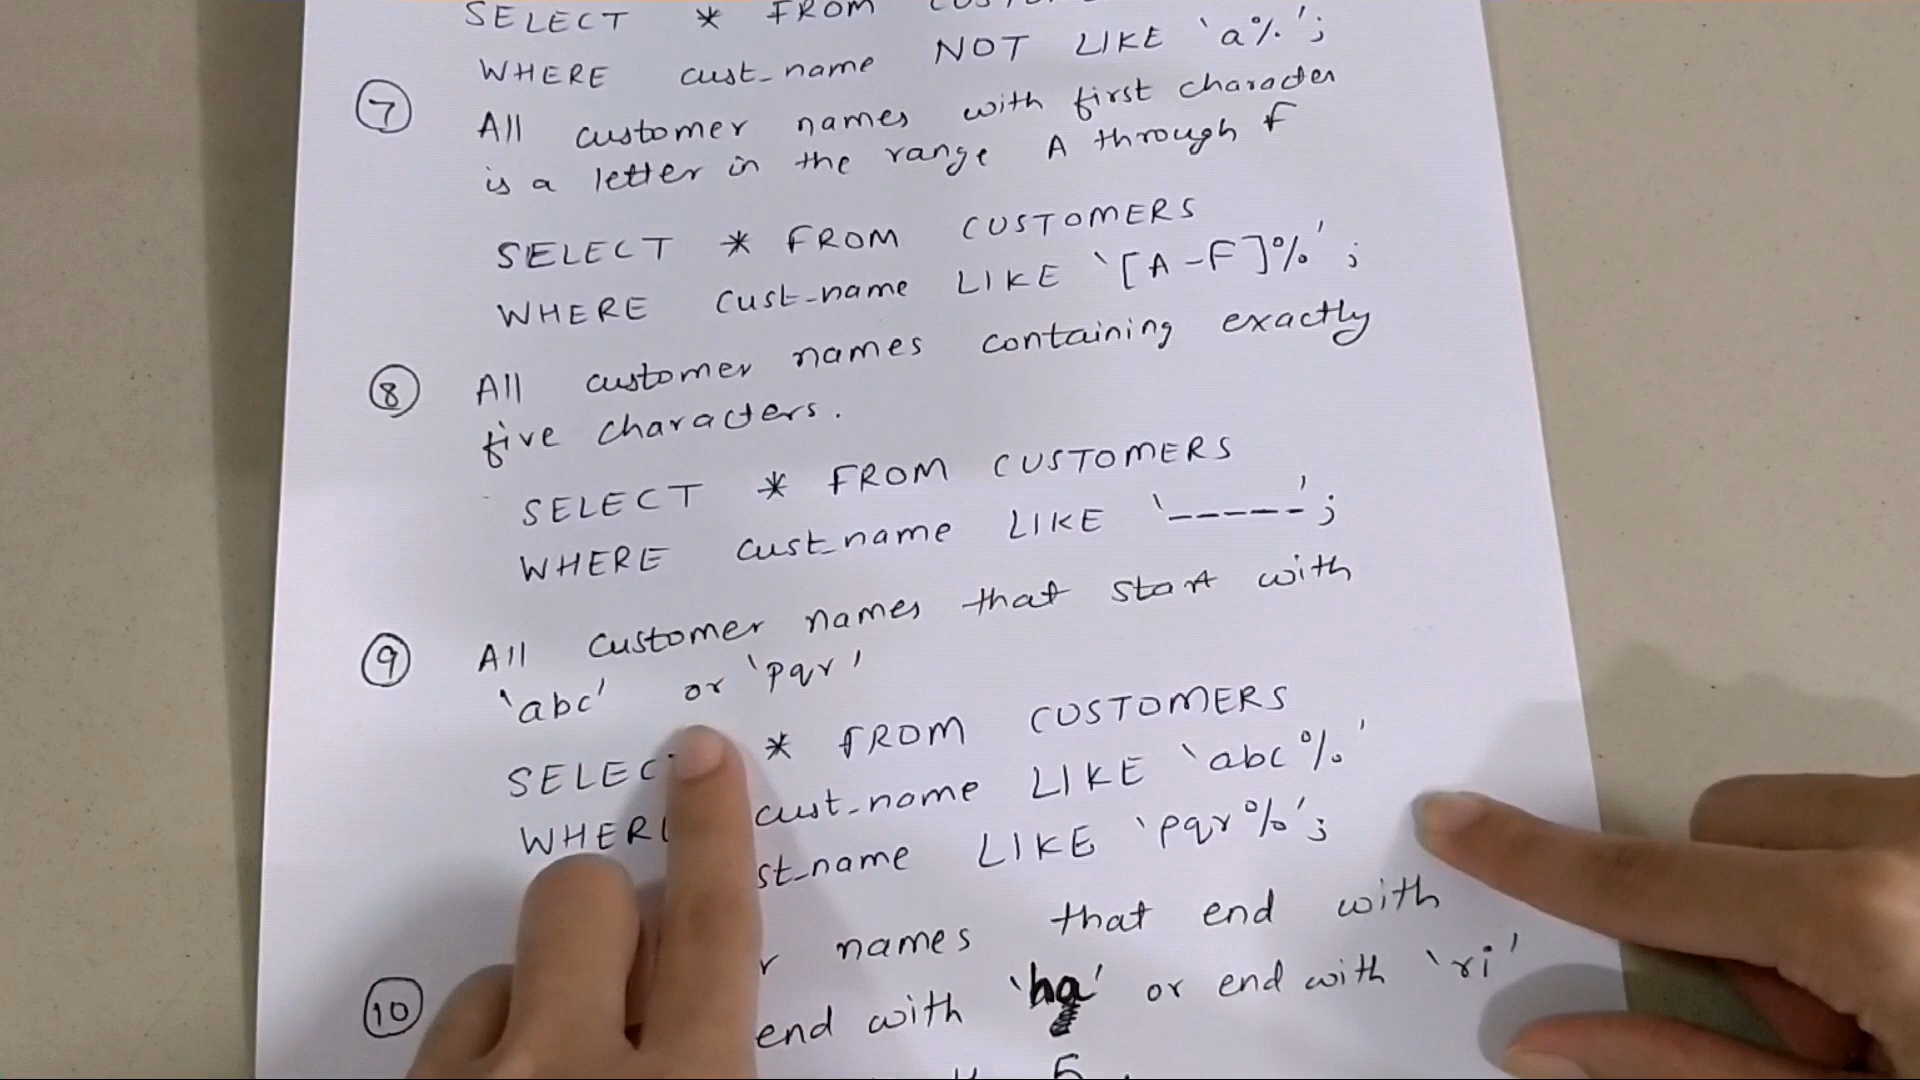 SELECT * FROM
WHERE cust_name NOT LIKE 'a%';
⑦ All customer names with first character
is a letter in the range A through F
SELECT * FROM CUSTOMERS
WHERE cust_name LIKE '[A-F]%';
⑧ All customer names containing exactly
five characters.
SELECT * FROM CUSTOMERS
WHERE cust_name LIKE '_____';
⑨ All customer names that start with
'abc' or 'pqr'
SELECT * FROM CUSTOMERS
WHERE cust_name LIKE 'abc%'
st_name LIKE 'pqr%';
⑩ r names that end with
end with 'ha' or end with 'ri'